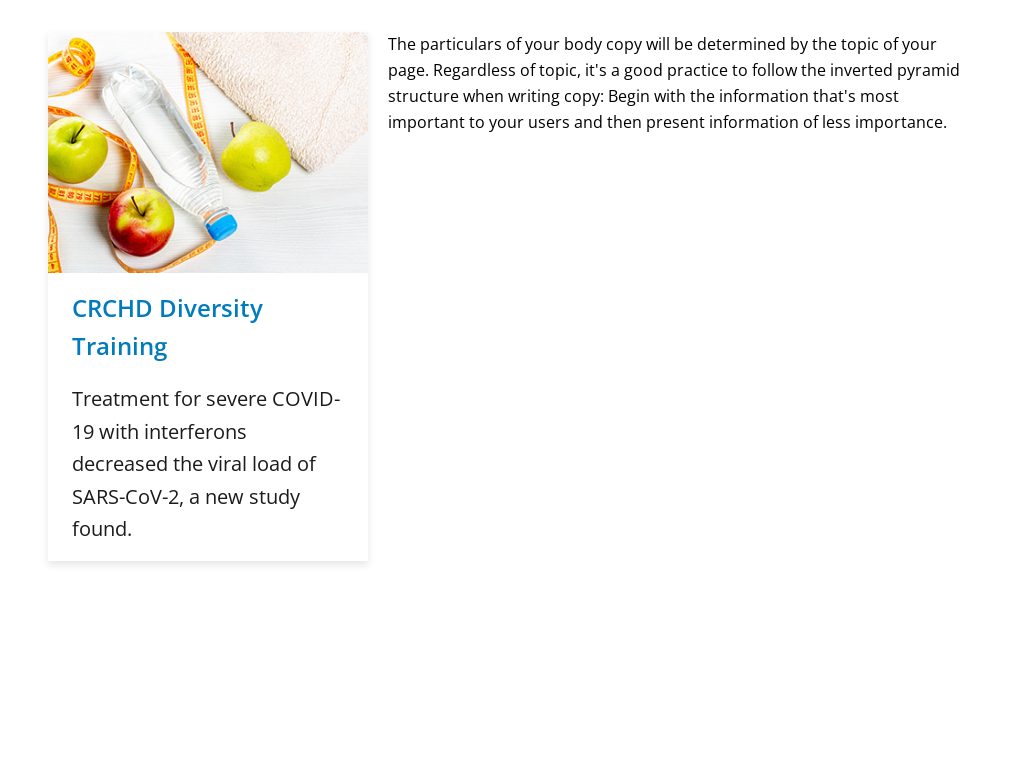 The particulars of your body copy will be determined by the topic of your
page. Regardless of topic, it's a good practice to follow the inverted pyramid
structure when writing copy: Begin with the information that's most
important to your users and then present information of less importance.
CRCHD Diversity
Training
Treatment for severe COVID-
19 with interferons
decreased the viral load of
SARS-CoV-2, a new study
found.